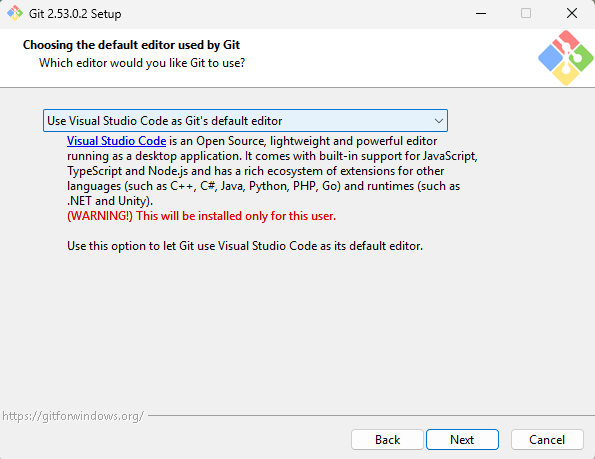 Git 2.53.0.2 Setup
Choosing the default editor used by Git
Which editor would you like Git to use?
Use Visual Studio Code as Git's default editor
Visual Studio Code is an Open Source, lightweight and powerful editor
running as a desktop application. It comes with built-in support for JavaScript,
TypeScript and Node.js and has a rich ecosystem of extensions for other
languages (such as C++, C#, Java, Python, PHP, Go) and runtimes (such as
.NET and Unity).
(WARNING!) This will be installed only for this user.
Use this option to let Git use Visual Studio Code as its default editor.
https://gitforwindows.org/
Back Next Cancel